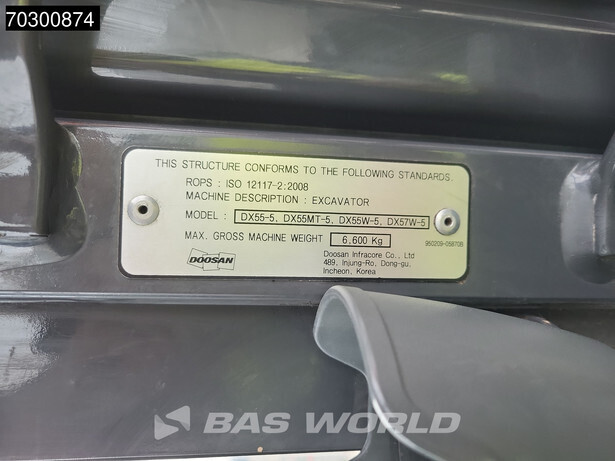 70300874
THIS STRUCTURE CONFORMS TO THE FOLLOWING STANDARDS.
ROPS : ISO 12117-2:2008
MACHINE DESCRIPTION : EXCAVATOR
MODEL : DX55-5, DX55MT-5, DX55W-5, DX57W-5
MAX. GROSS MACHINE WEIGHT 6,600 Kg
950209-05870B
DOOSAN
Doosan Infracore Co., Ltd
489, Injung-Ro, Dong-gu,
Incheon, Korea
BAS WORLD